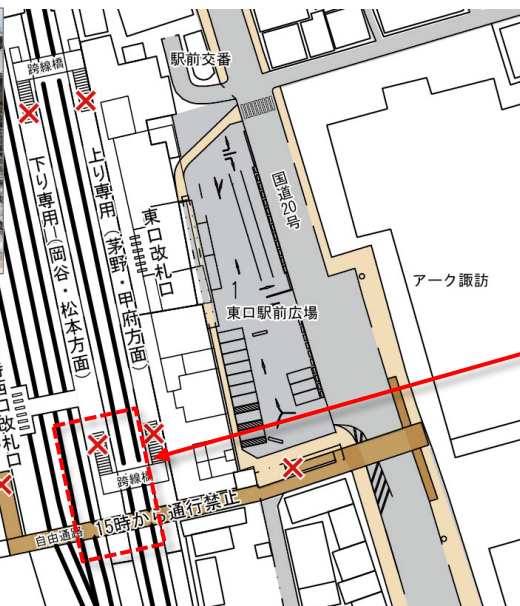 跨線橋
駅前交番
下り専用(岡谷・松本方面)
上り専用(茅野・甲府方面)
東口改札口
国道20号
東口駅前広場
アーク諏訪
西口改札口
跨線橋
自由通路
15時から通行禁止